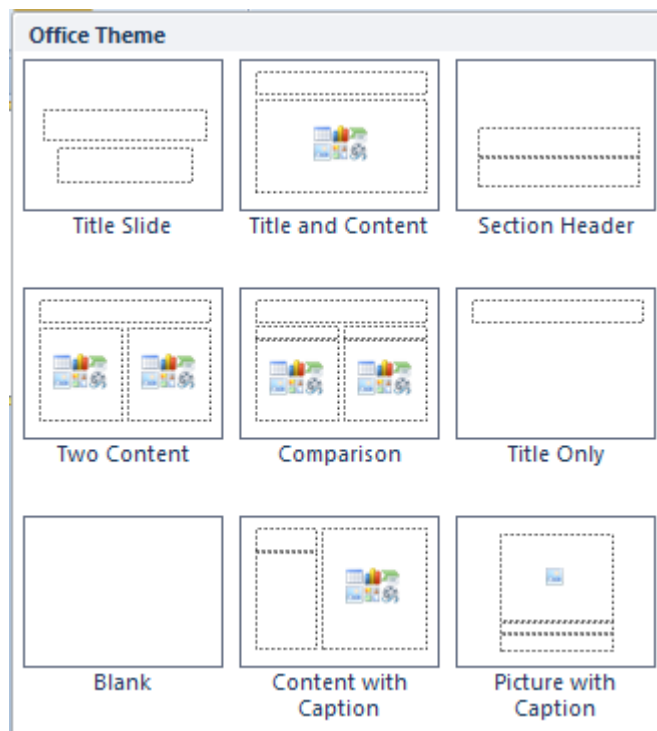 Office Theme
Title Slide
Title and Content
Section Header
Two Content
Comparison
Title Only
Blank
Content with
Caption
Picture with
Caption